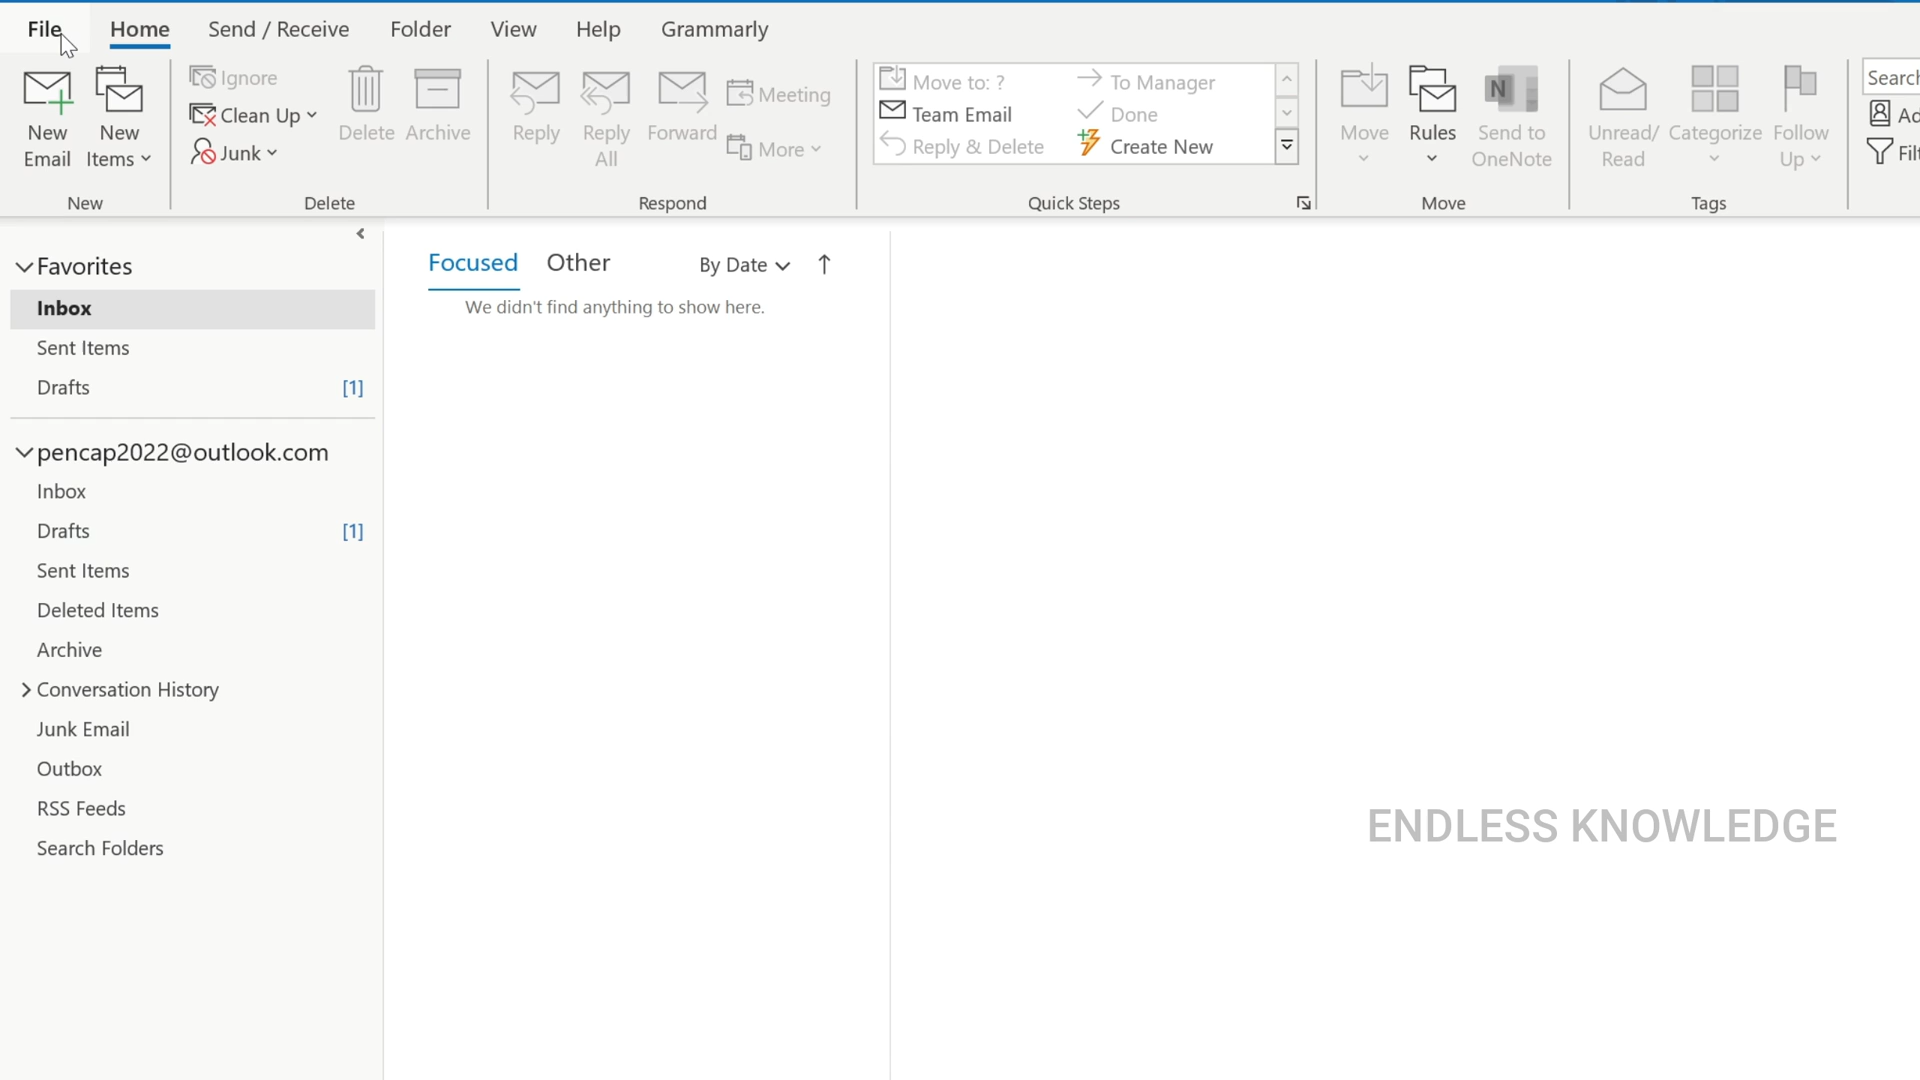 File Home Send / Receive Folder View Help Grammarly
New Email
New Items
New
Ignore
Clean Up
Junk
Delete
Archive
Delete
Reply
Reply All
Forward
Meeting
More
Respond
Move to: ?
Team Email
Reply & Delete
To Manager
Done
Create New
Quick Steps
Move
Rules
N
Send to OneNote
Move
Unread/ Read
Categorize
Follow Up
Tags
Search
Favorites
Inbox
Sent Items
Drafts [1]
pencap2022@outlook.com
Inbox
Drafts [1]
Sent Items
Deleted Items
Archive
Conversation History
Junk Email
Outbox
RSS Feeds
Search Folders
Focused Other By Date
We didn't find anything to show here.
ENDLESS KNOWLEDGE